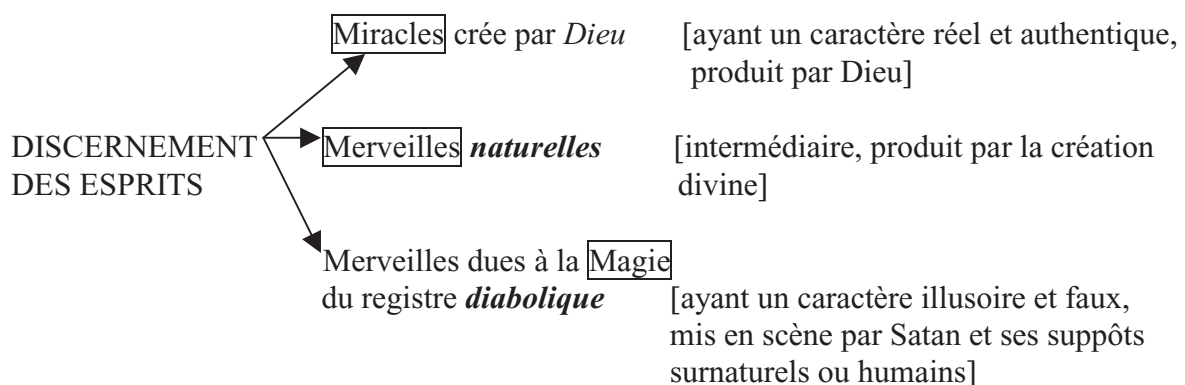 Miracles crée par Dieu [ayant un caractère réel et authentique,
produit par Dieu]
DISCERNEMENT Merveilles naturelles [intermédiaire, produit par la création
DES ESPRITS divine]
Merveilles dues à la Magie
du registre diabolique [ayant un caractère illusoire et faux,
mis en scène par Satan et ses suppôts
surnaturels ou humains]